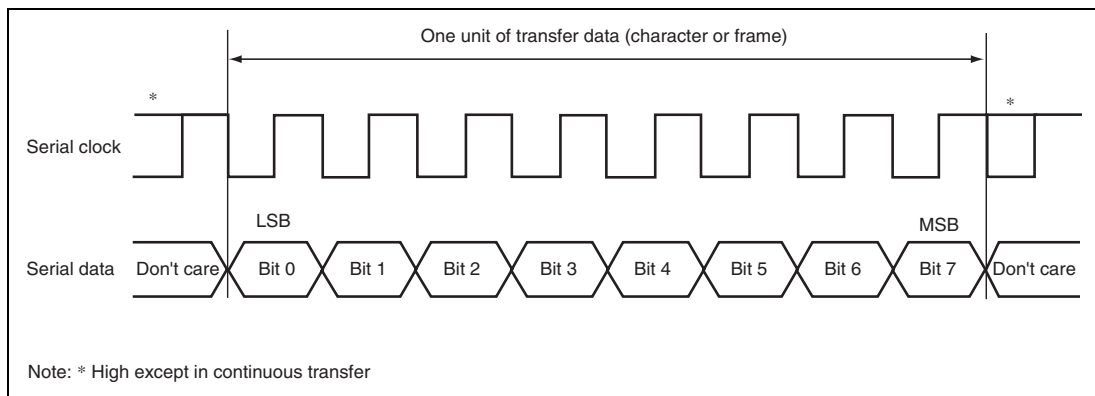 One unit of transfer data (character or frame)
* *
Serial clock
LSB MSB
Serial data Don't care Bit 0 Bit 1 Bit 2 Bit 3 Bit 4 Bit 5 Bit 6 Bit 7 Don't care
Note: * High except in continuous transfer